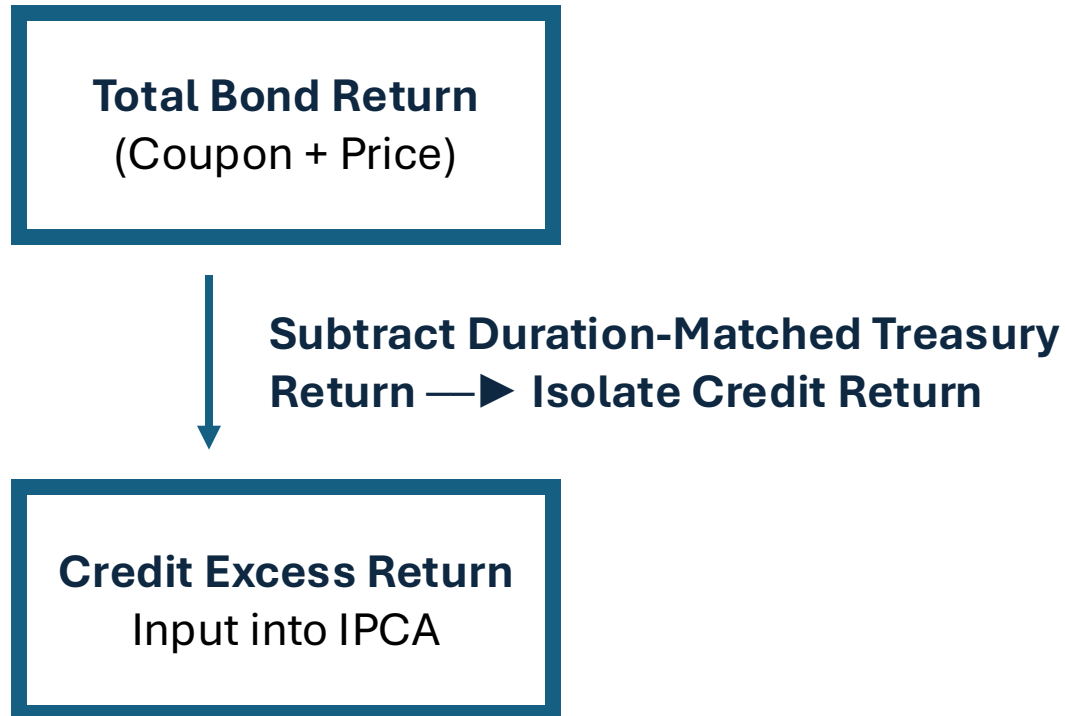 Total Bond Return
(Coupon + Price)
Subtract Duration-Matched Treasury
Return —▶ Isolate Credit Return
Credit Excess Return
Input into IPCA